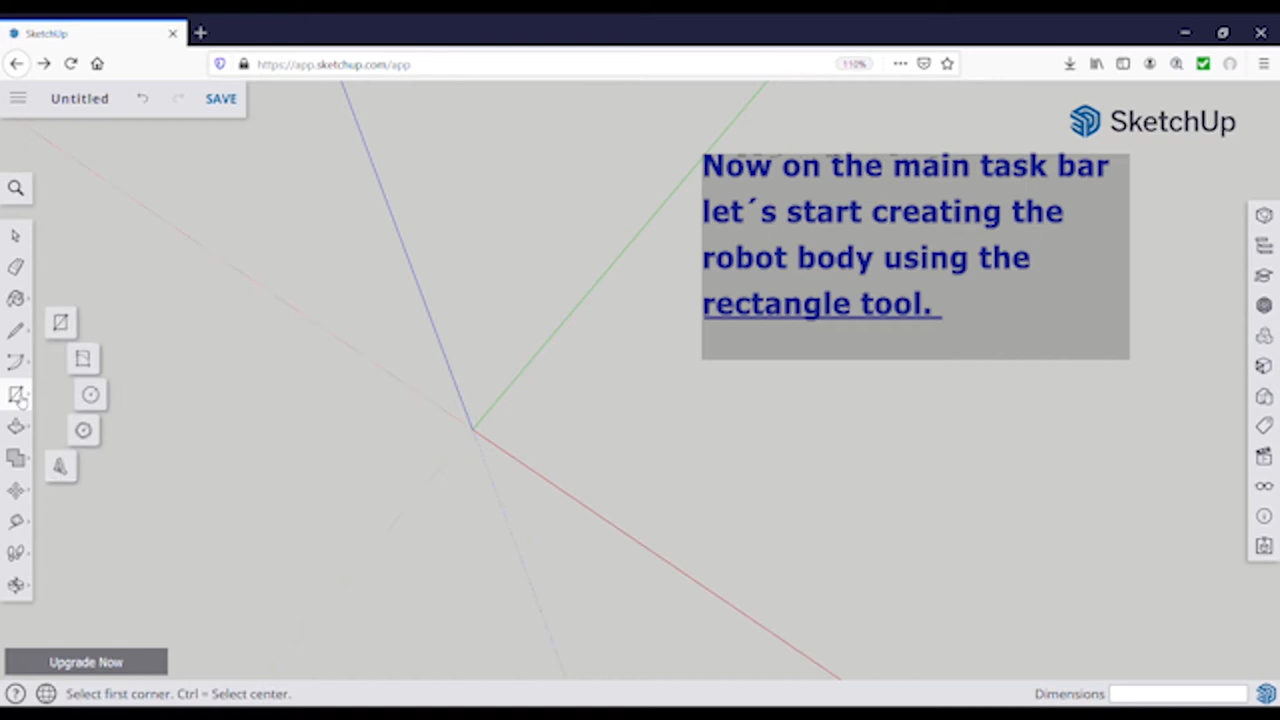 SketchUp
https://app.sketchup.com/app
110%
Untitled
SAVE
SketchUp
Now on the main task bar
let´s start creating the
robot body using the
rectangle tool.
Upgrade Now
Select first corner. Ctrl = Select center.
Dimensions